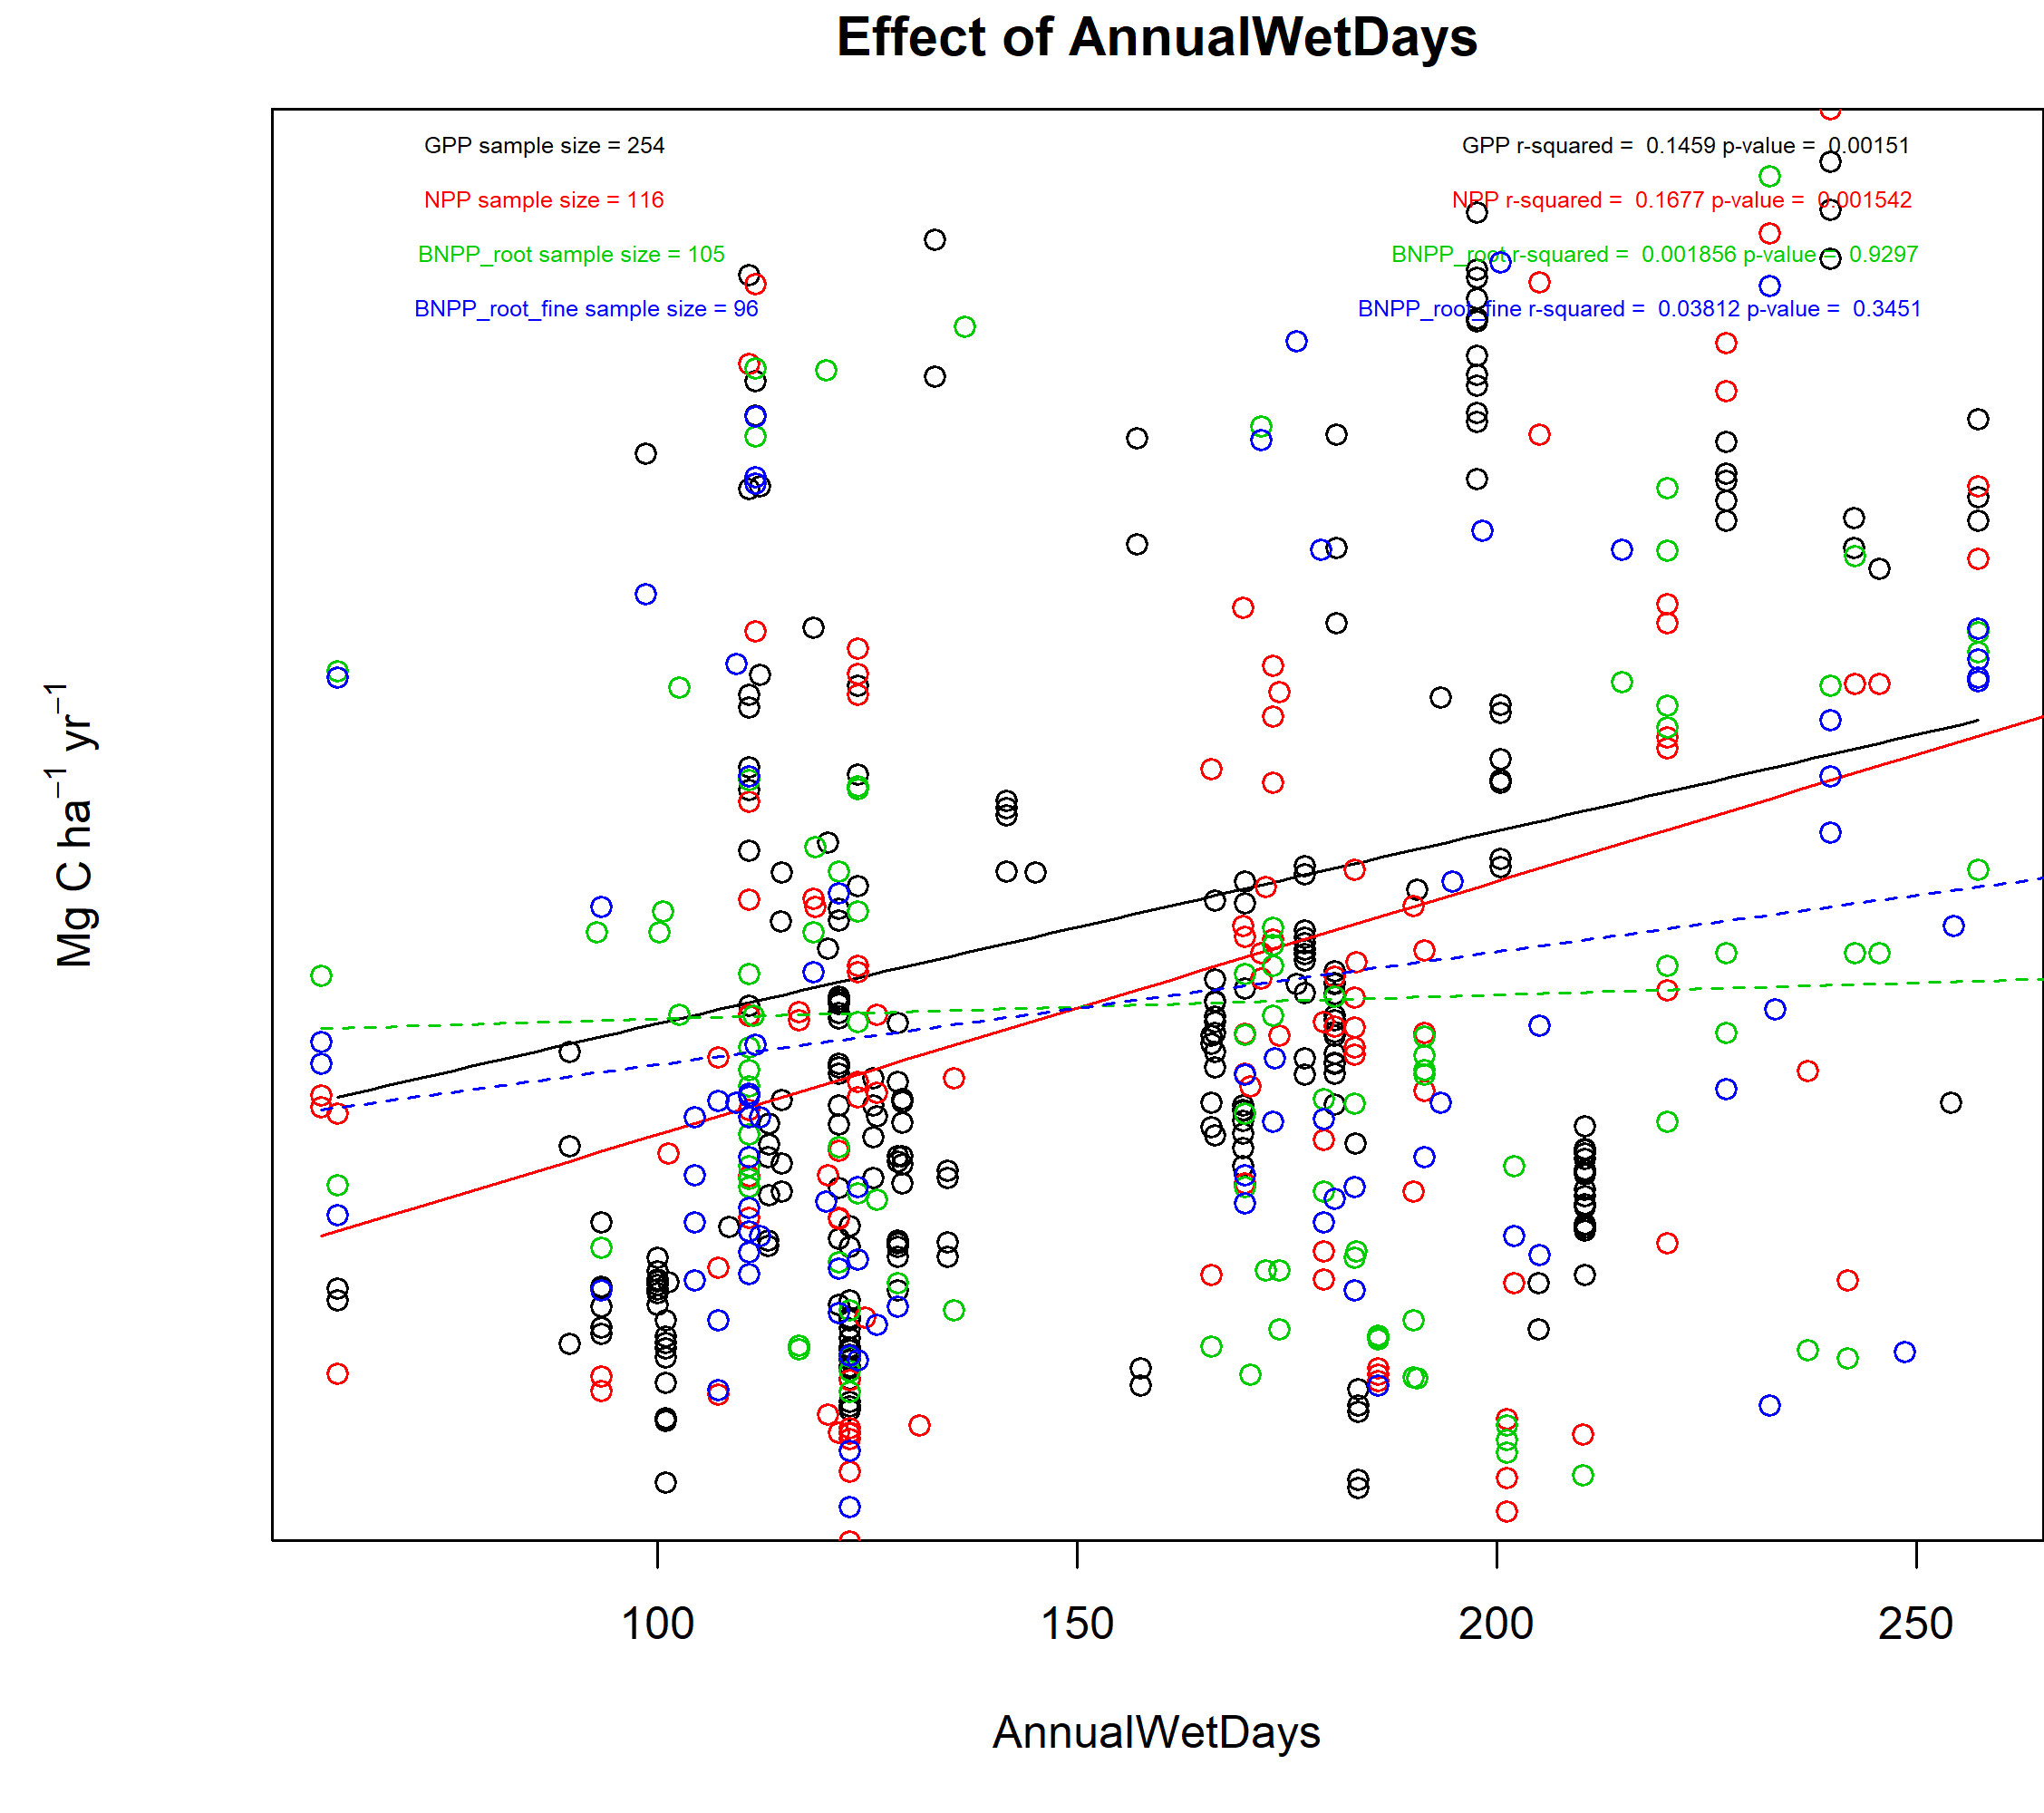 Effect of AnnualWetDays
GPP sample size = 254
GPP r-squared = 0.1459 p-value = 0.00151
NPP sample size = 116
NPP r-squared = 0.1677 p-value = 0.001542
BNPP_root sample size = 105
BNPP_root r-squared = 0.001856 p-value = 0.9297
BNPP_root_fine sample size = 96
BNPP_root_fine r-squared = 0.03812 p-value = 0.3451
Mg C ha⁻¹ yr⁻¹
100 150 200 250
AnnualWetDays